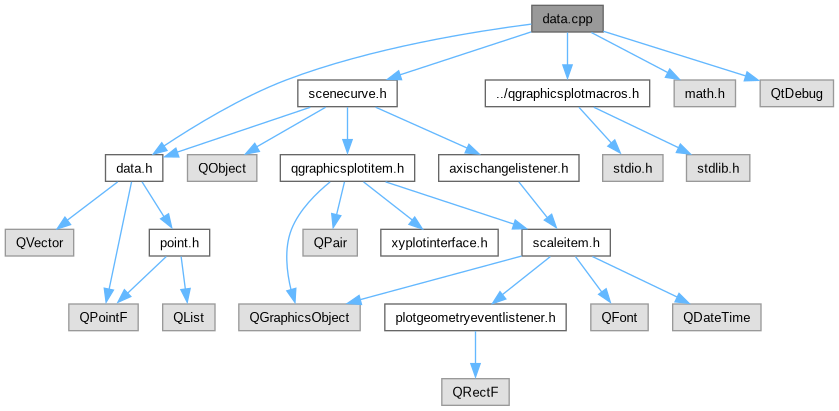 data.cpp
scenecurve.h
../qgraphicsplotmacros.h
math.h
QtDebug
data.h
QObject
qgraphicsplotitem.h
axischangelistener.h
stdio.h
stdlib.h
QVector
point.h
QPair
xyplotinterface.h
scaleitem.h
QPointF
QList
QGraphicsObject
plotgeometryeventlistener.h
QFont
QDateTime
QRectF